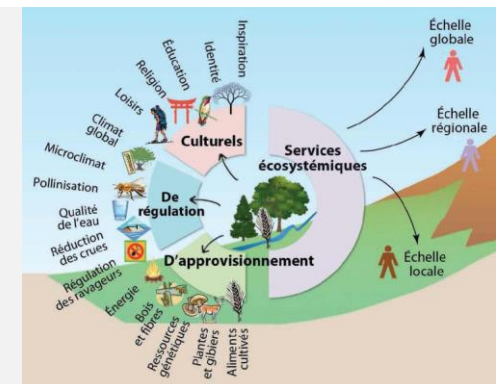 Inspiration
Identité
Éducation
Religion
Loisirs
Culturels
Climat
global
Microclimat
Pollinisation
Qualité
de l'eau
Réduction
des crues
Régulation
des ravageurs
De
régulation
Énergie
Bois
et fibres
Ressources
génétiques
Plantes
et gibiers
Aliments
cultivés
D'approvisionnement
Services
écosystémiques
Échelle
globale
Échelle
régionale
Échelle
locale